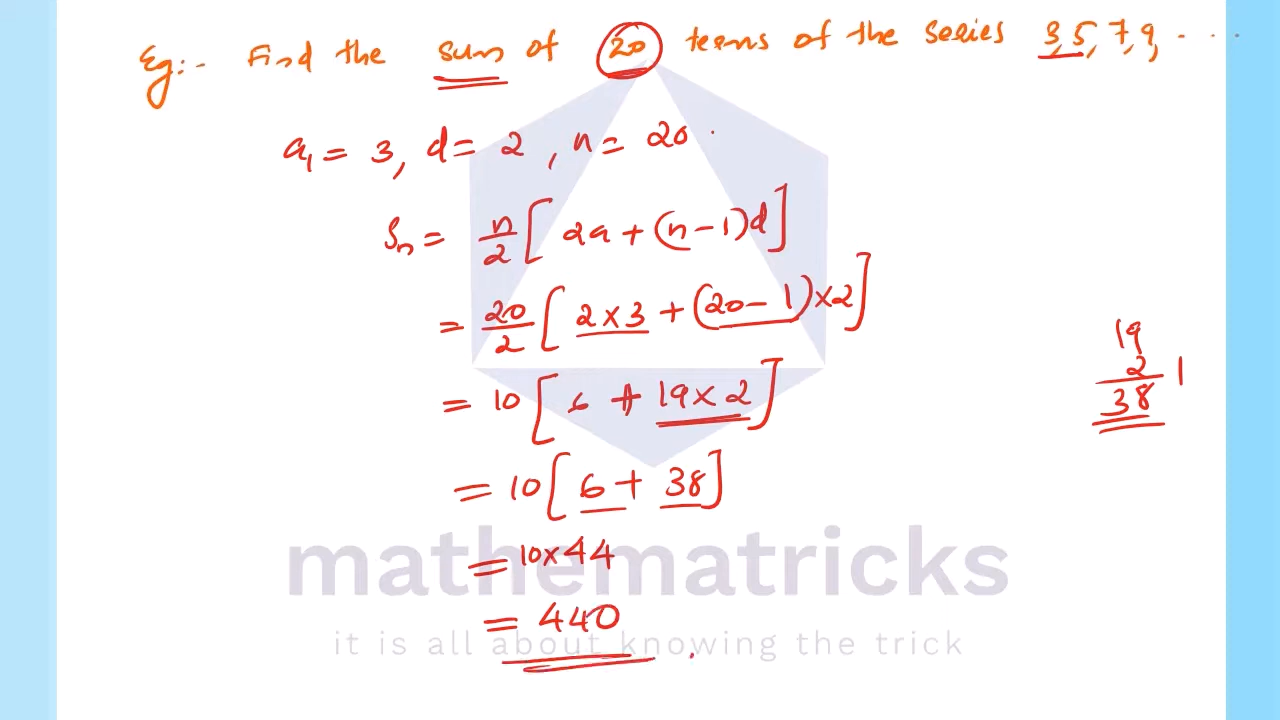 Eg:- Find the sum of 20 terms of the series 3,5,7,9, ....
a₁ = 3, d = 2, n = 20.
Sₙ = n/2 [ 2a + (n-1)d ]
= 20/2 [ 2×3 + (20-1)×2 ]
= 10 [ 6 + 19×2 ]
= 10 [ 6 + 38 ]
= 10×44
= 440
19
2
38
1
mathematricks
it is all about knowing the trick